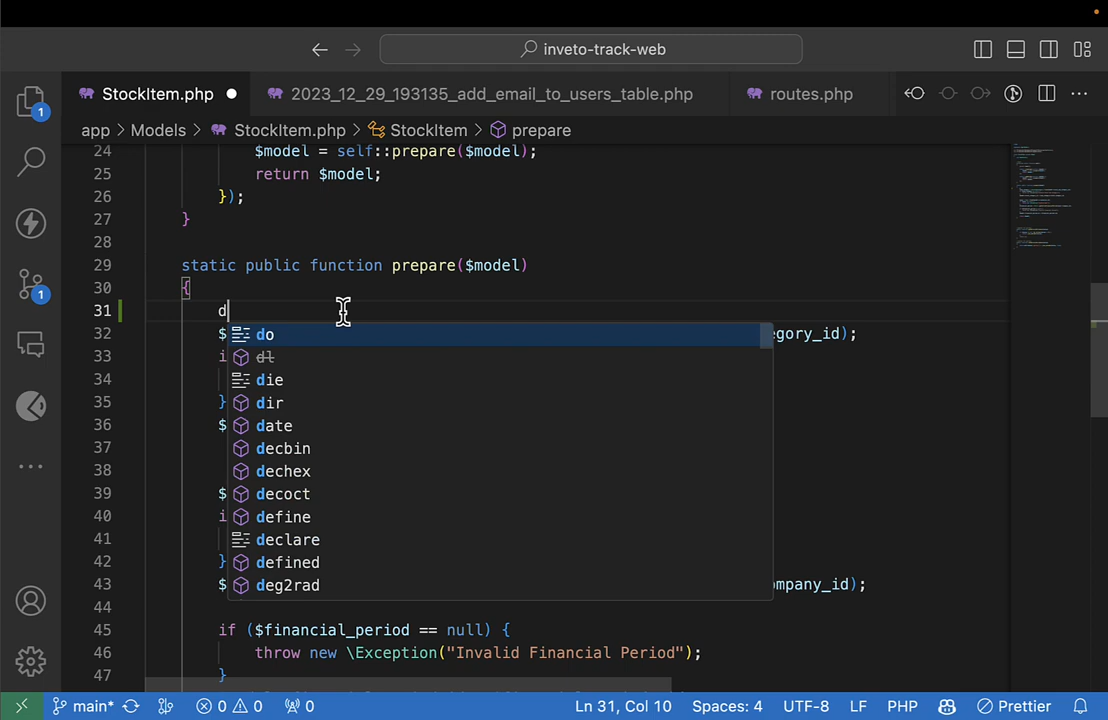 inveto-track-web
StockItem.php
2023_12_29_193135_add_email_to_users_table.php
routes.php
app > Models > StockItem.php > StockItem > prepare
24 $model = self::prepare($model);
25 return $model;
26 });
27 }
28
29 static public function prepare($model)
30 {
31 d
32 $ egory_id);
33 i
34
35 }
36 $
37
38
39 $
40 i
41
42 }
43 $ mpany_id);
44
45 if ($financial_period == null) {
46 throw new \Exception("Invalid Financial Period");
47 }
do
dl
die
dir
date
decbin
dechex
decoct
define
declare
defined
deg2rad
1
1
main* 0 0 0 Ln 31, Col 10 Spaces: 4 UTF-8 LF PHP Prettier